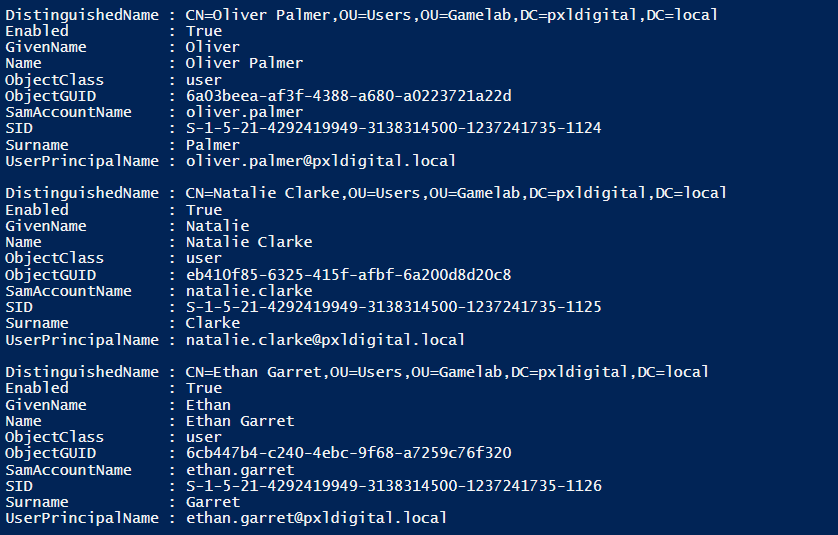 DistinguishedName : CN=Oliver Palmer,OU=Users,OU=Gamelab,DC=pxldigital,DC=local
Enabled           : True
GivenName         : Oliver
Name              : Oliver Palmer
ObjectClass       : user
ObjectGUID        : 6a03beea-af3f-4388-a680-a0223721a22d
SamAccountName    : oliver.palmer
SID               : S-1-5-21-4292419949-3138314500-1237241735-1124
Surname           : Palmer
UserPrincipalName : oliver.palmer@pxldigital.local

DistinguishedName : CN=Natalie Clarke,OU=Users,OU=Gamelab,DC=pxldigital,DC=local
Enabled           : True
GivenName         : Natalie
Name              : Natalie Clarke
ObjectClass       : user
ObjectGUID        : eb410f85-6325-415f-afbf-6a200d8d20c8
SamAccountName    : natalie.clarke
SID               : S-1-5-21-4292419949-3138314500-1237241735-1125
Surname           : Clarke
UserPrincipalName : natalie.clarke@pxldigital.local

DistinguishedName : CN=Ethan Garret,OU=Users,OU=Gamelab,DC=pxldigital,DC=local
Enabled           : True
GivenName         : Ethan
Name              : Ethan Garret
ObjectClass       : user
ObjectGUID        : 6cb447b4-c240-4ebc-9f68-a7259c76f320
SamAccountName    : ethan.garret
SID               : S-1-5-21-4292419949-3138314500-1237241735-1126
Surname           : Garret
UserPrincipalName : ethan.garret@pxldigital.local